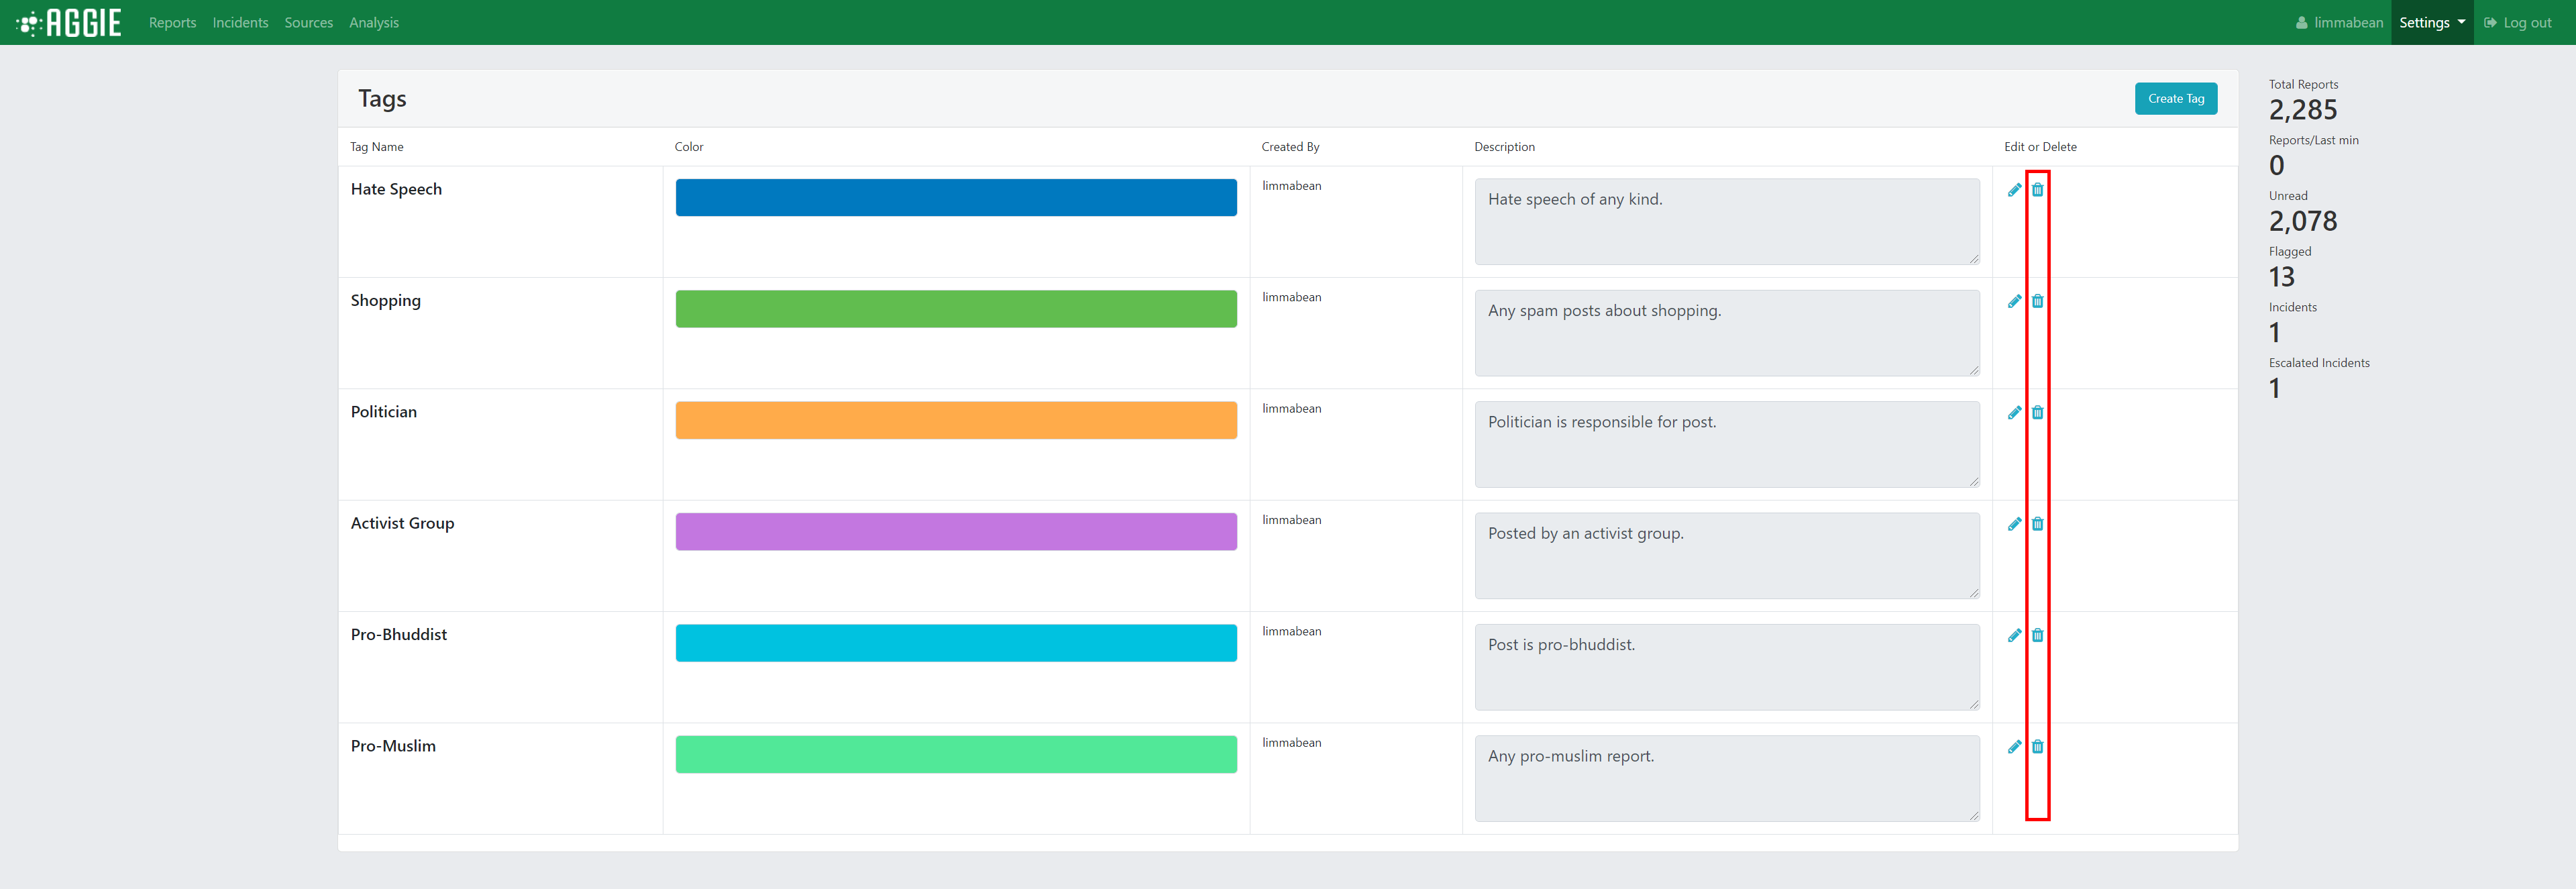 AGGIE Reports Incidents Sources Analysis limmabean Settings Log out
Tags Create Tag
Tag Name Color Created By Description Edit or Delete
Hate Speech limmabean Hate speech of any kind.
Shopping limmabean Any spam posts about shopping.
Politician limmabean Politician is responsible for post.
Activist Group limmabean Posted by an activist group.
Pro-Bhuddist limmabean Post is pro-bhuddist.
Pro-Muslim limmabean Any pro-muslim report.
Total Reports
2,285
Reports/Last min
0
Unread
2,078
Flagged
13
Incidents
1
Escalated Incidents
1